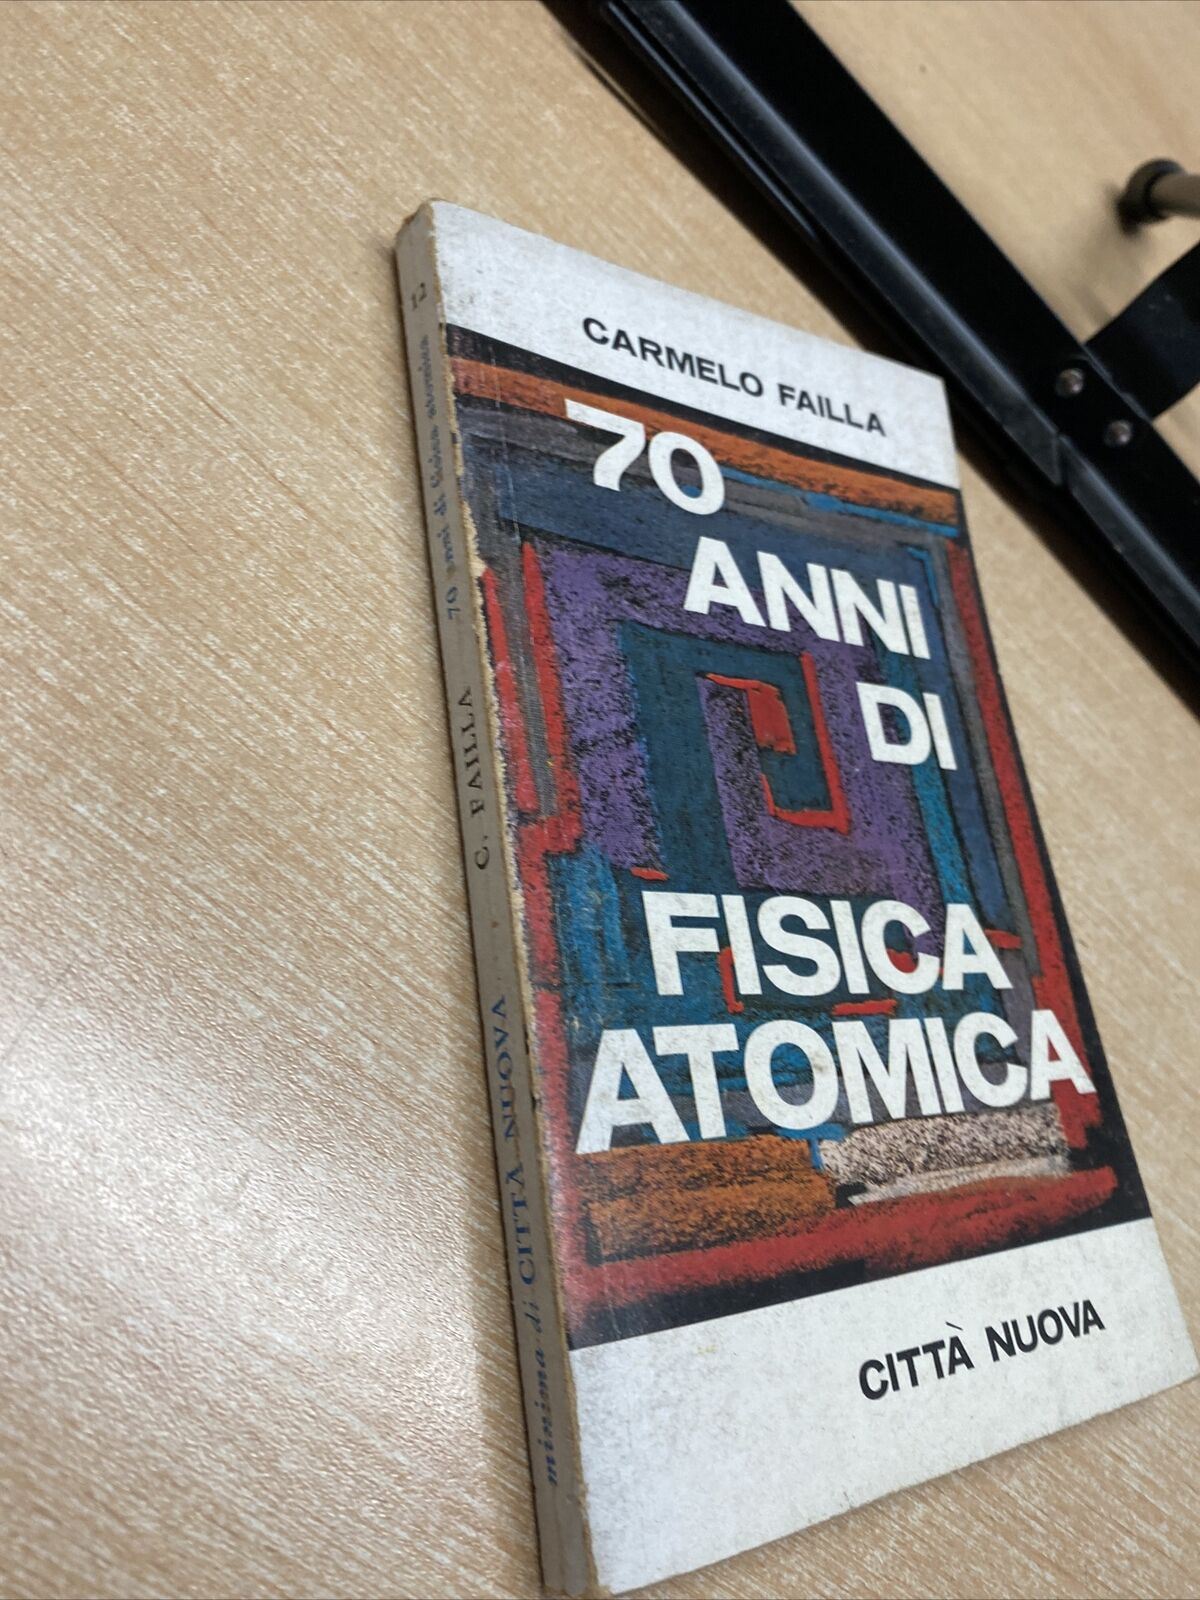 CARMELO FAILLA
70
ANNI
DI
FISICA
ATOMICA
CITTÀ NUOVA
minima di CITTÀ NUOVA
C. FAILLA
70 anni di fisica atomica
12